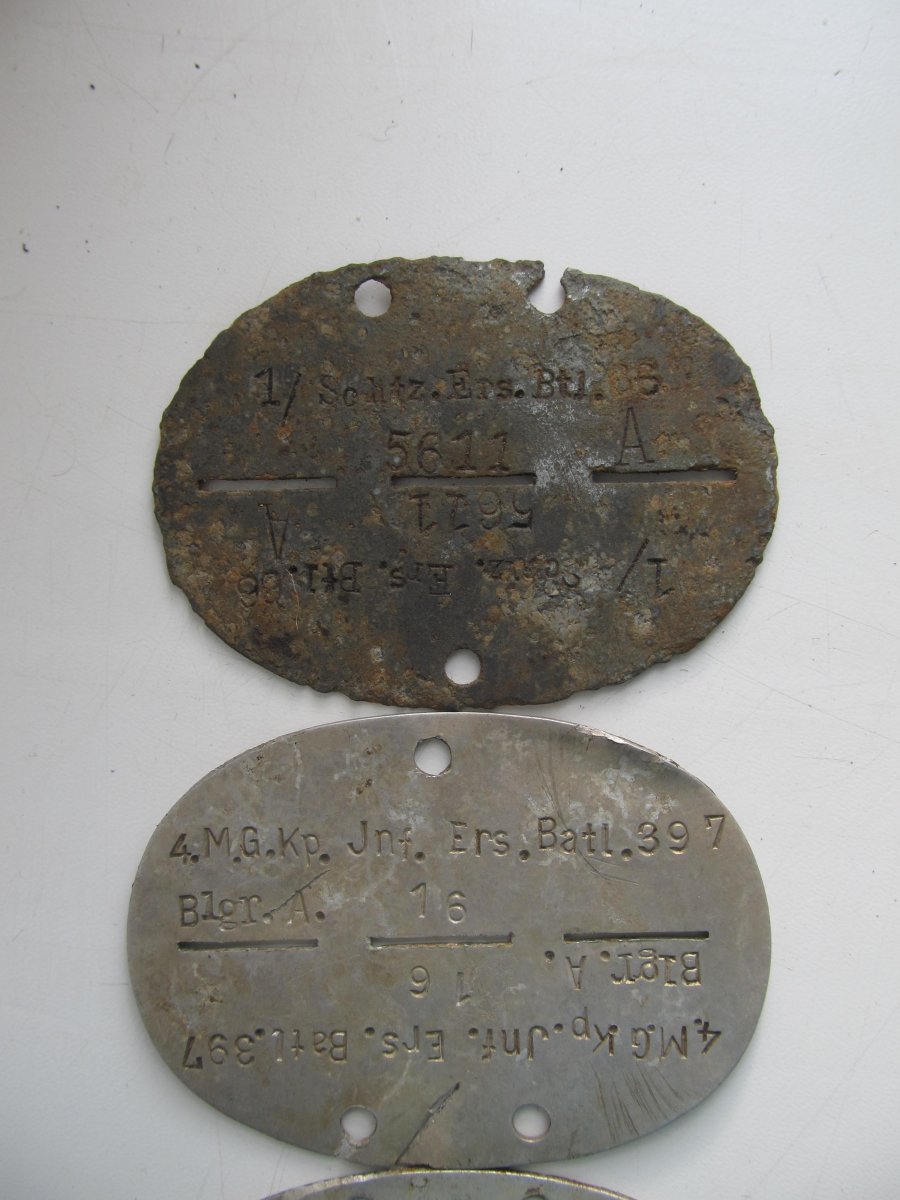 1/ Schtz.Ers.Btl.86
5611 A
5611
A
1/ Schtz. Ers. Btl.86
4.M.G.Kp. Jnf. Ers.Batl.397
Blgr. A. 16
Blgr. A. 16
4.M.G.Kp.Jnf. Ers. Batl.397